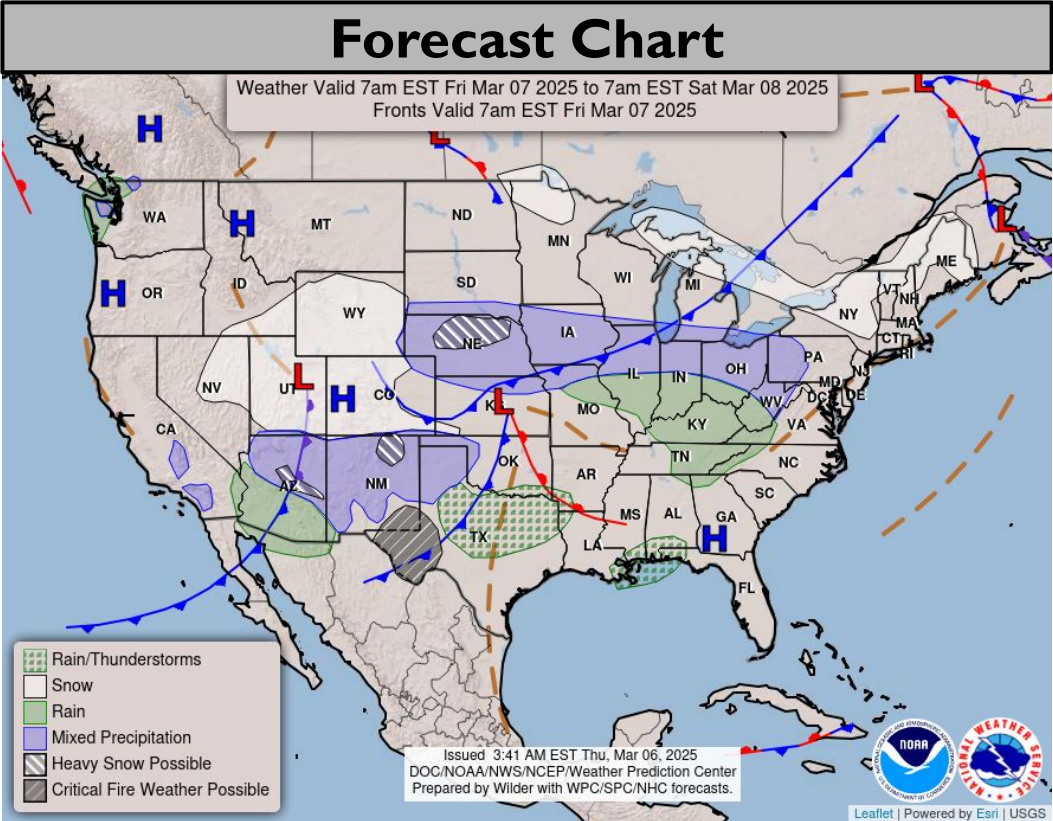 Forecast Chart
Weather Valid 7am EST Fri Mar 07 2025 to 7am EST Sat Mar 08 2025
Fronts Valid 7am EST Fri Mar 07 2025
L
L
H
H
L
WA
MT
ND
MN
ME
OR
H
ID
SD
WI
MI
VT
NH
WY
NY
MA
NE
IA
CT
RI
PA
NV
UT
L
H
CO
IL
IN
OH
NJ
MD
DE
DC
KS
L
MO
WV
VA
CA
KY
OK
TN
NC
AZ
NM
AR
SC
TX
MS
AL
GA
LA
H
FL
Rain/Thunderstorms
Snow
Rain
Mixed Precipitation
Heavy Snow Possible
Critical Fire Weather Possible
Issued 3:41 AM EST Thu, Mar 06, 2025
DOC/NOAA/NWS/NCEP/Weather Prediction Center
Prepared by Wilder with WPC/SPC/NHC forecasts.
NOAA
NATIONAL WEATHER SERVICE
Leaflet | Powered by Esri | USGS